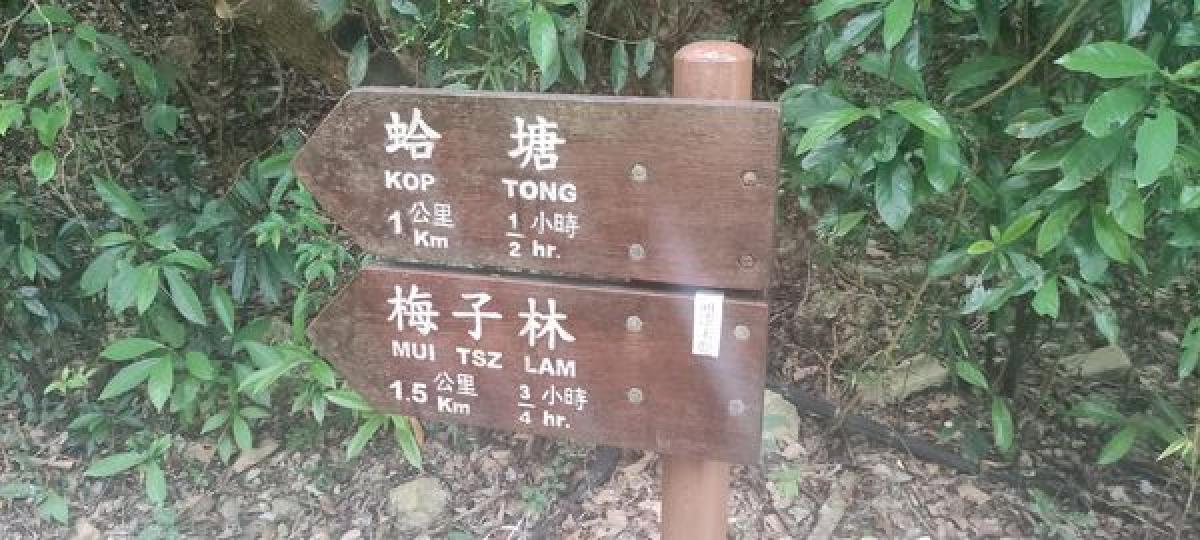 蛤 塘
KOP TONG
1 公里 Km 1/2 小時 hr.
梅子林
MUI TSZ LAM
1.5 公里 Km 3/4 小時 hr.